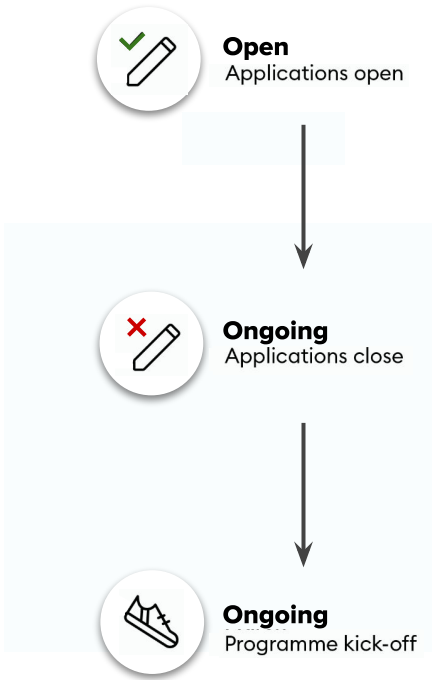 Open
Applications open
Ongoing
Applications close
Ongoing
Programme kick-off